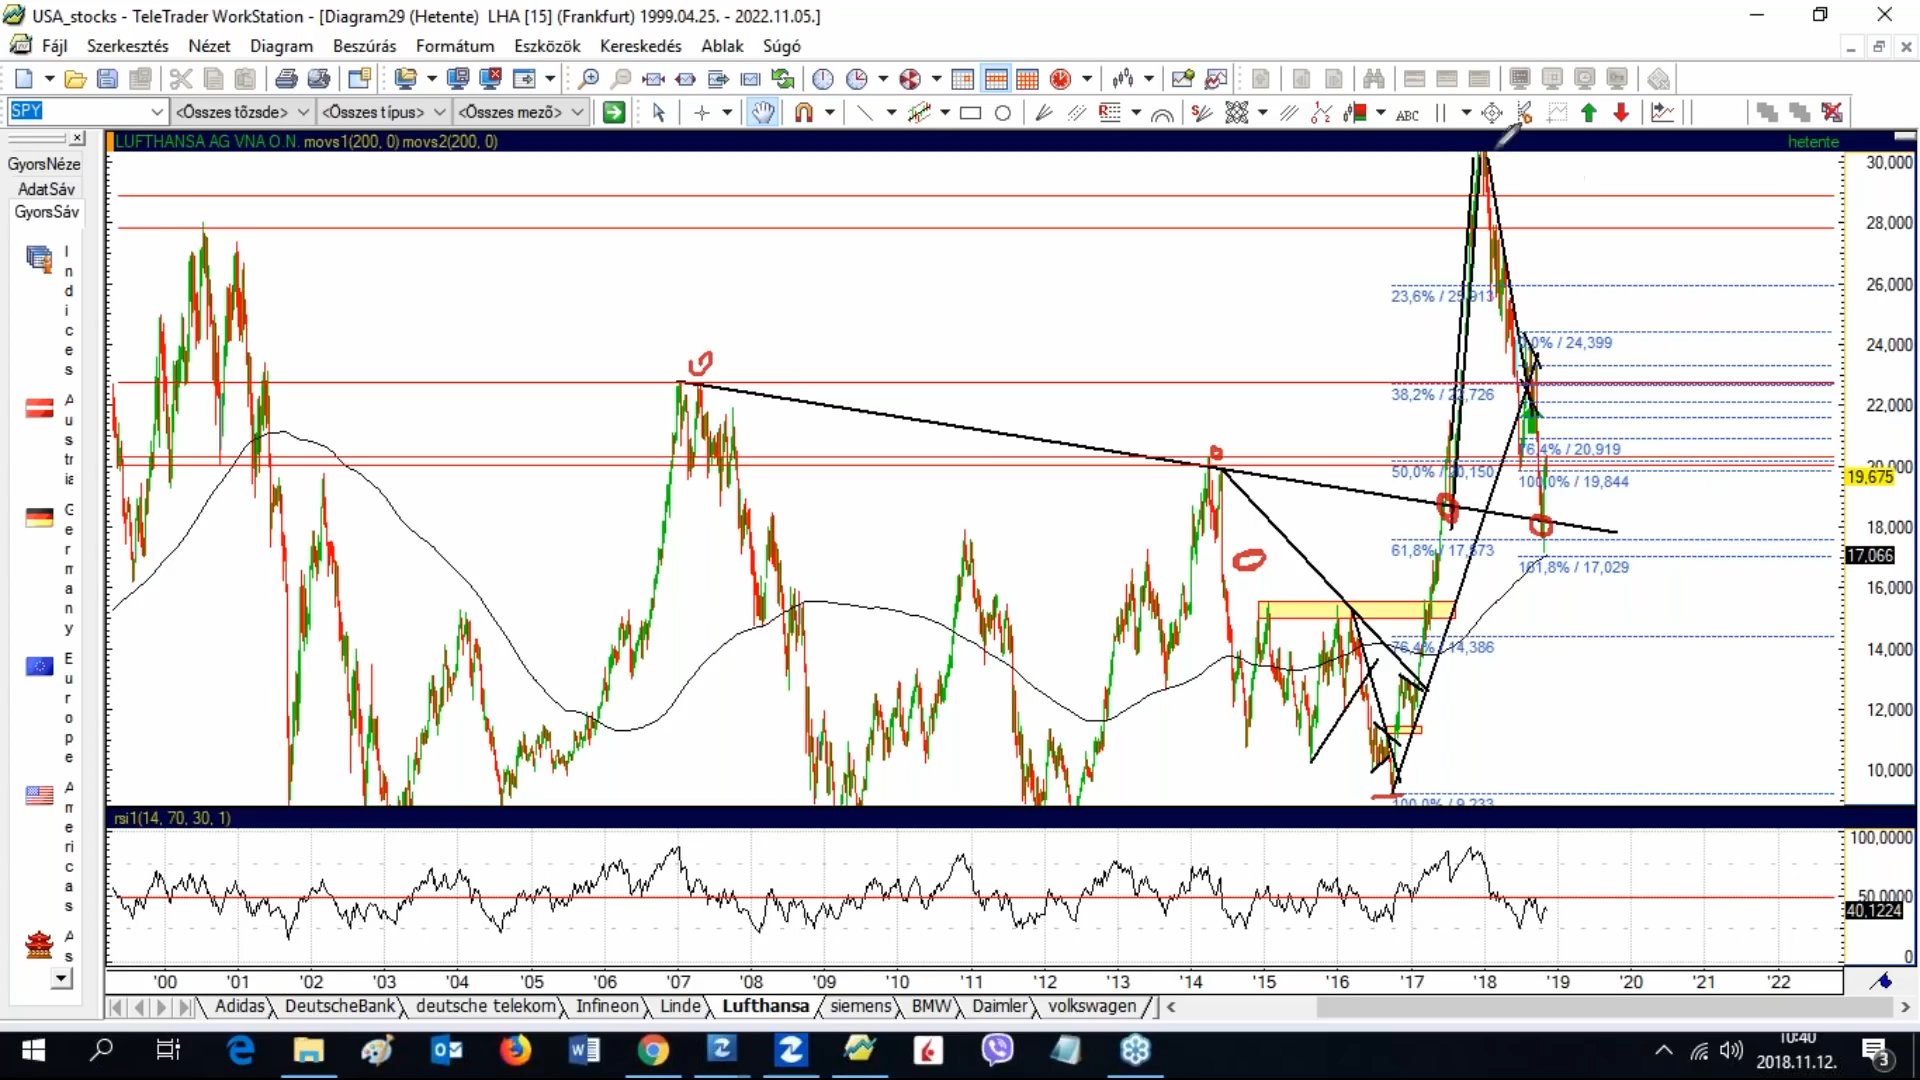 USA_stocks - TeleTrader WorkStation - [Diagram29 (Hetente)  LHA [15] (Frankfurt) 1999.04.25. - 2022.11.05.]
Fájl Szerkesztés Nézet Diagram Beszúrás Formátum Eszközök Kereskedés Ablak Súgó
SPY <Összes tőzsde> <Összes típus> <Összes mező> ABC
LUFTHANSA AG VNA O.N. movs1(200, 0) movs2(200, 0) hetente
GyorsNéze
AdatSáv
GyorsSáv
Indices
Austria
Germany
Europe
Americas
As
30,000
28,000
26,000
24,000
22,000
20,000
19,675
18,000
17,066
16,000
14,000
12,000
10,000
23,6% / 25,913
0,0% / 24,399
38,2% / 22,726
76,4% / 20,919
50,0% / 20,150
100,0% / 19,844
61,8% / 17,573
161,8% / 17,029
76,4% / 14,386
100,0% / 9,233
rsi1(14, 70, 30, 1)
100,0000
50,0000
40,1224
0
'00 '01 '02 '03 '04 '05 '06 '07 '08 '09 '10 '11 '12 '13 '14 '15 '16 '17 '18 '19 '20 '21 '22
Adidas DeutscheBank deutsche telekom Infineon Linde Lufthansa siemens BMW Daimler volkswagen
10:40
2018.11.12.
3